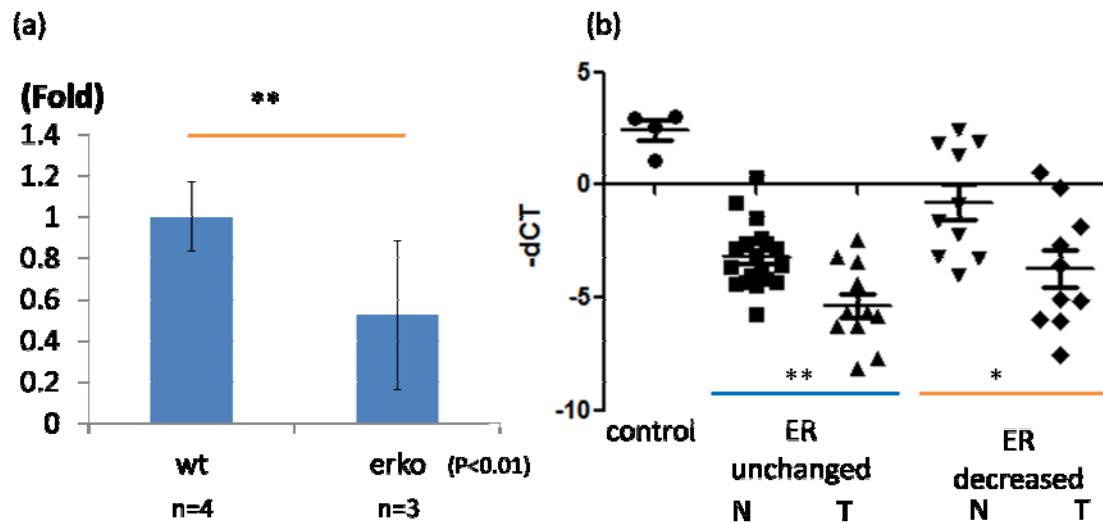 (a)
(Fold)
**
1.4
1.2
1
0.8
0.6
0.4
0.2
0
wt
erko
(P<0.01)
n=4
n=3
(b)
-dCT
5
0
-5
-10
**
*
control
ER
unchanged
N
T
ER
decreased
N
T